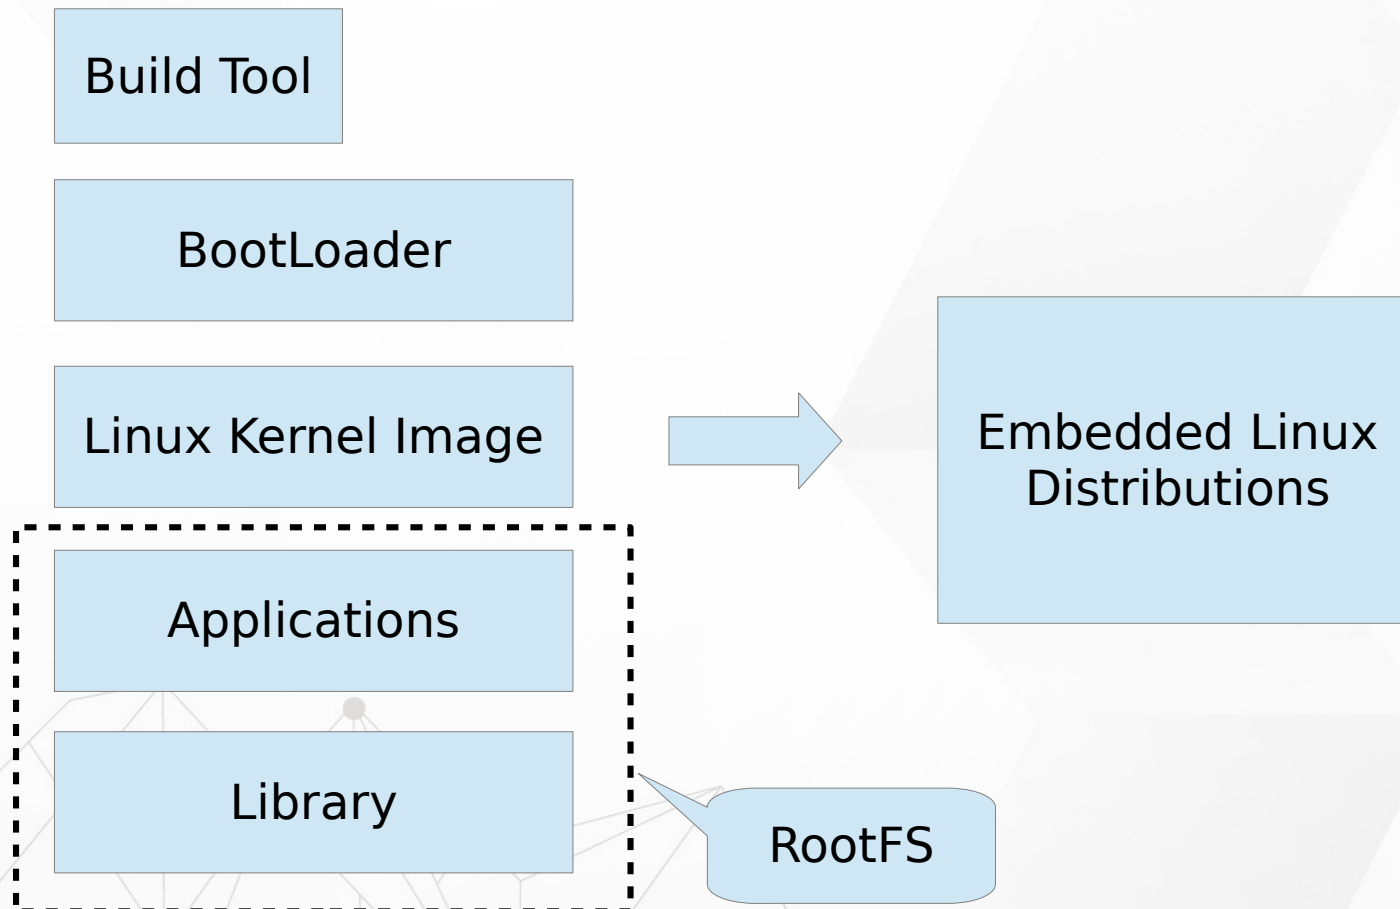 Build Tool
BootLoader
Linux Kernel Image
Applications
Library
RootFS
Embedded Linux
Distributions